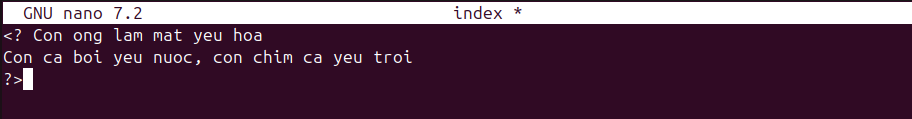 GNU nano 7.2 index *
<? Con ong lam mat yeu hoa
Con ca boi yeu nuoc, con chim ca yeu troi
?>